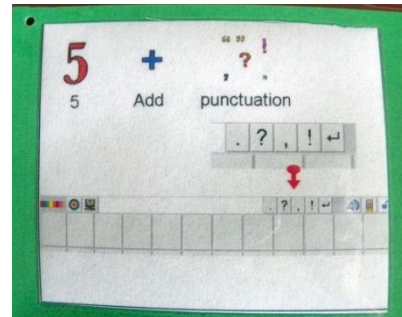 5
“ ” !
?
, .
5 Add punctuation
. ? , ! ↵
. ? , ! ↵